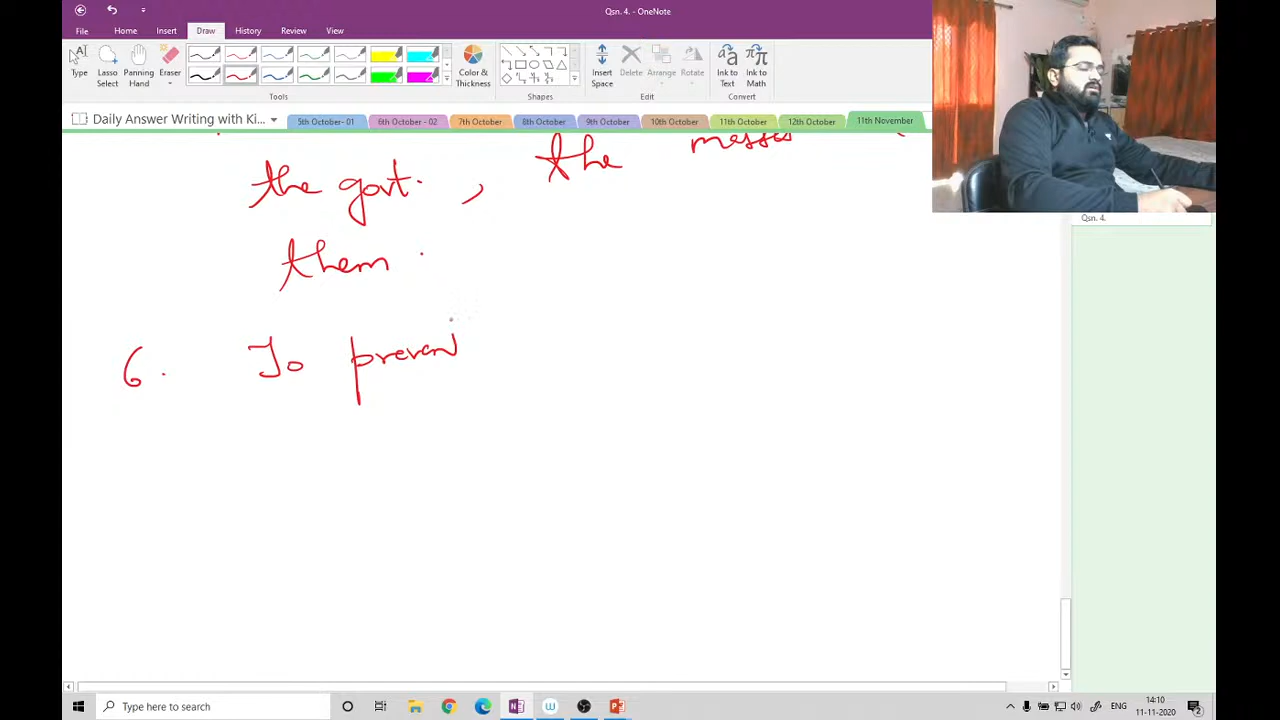 Qsn. 4. - OneNote
File Home Insert Draw History Review View
Type Lasso Select Panning Hand Eraser Color & Thickness Insert Space Delete Arrange Rotate Ink to Text Ink to Math
Tools Shapes Edit Convert
Daily Answer Writing with Ki... 5th October- 01 6th October - 02 7th October 8th October 9th October 10th October 11th October 12th October 11th November
Qsn. 4.
the govt. , the masses
them .
6. To preven
Type here to search
ENG 14:10 11-11-2020 2